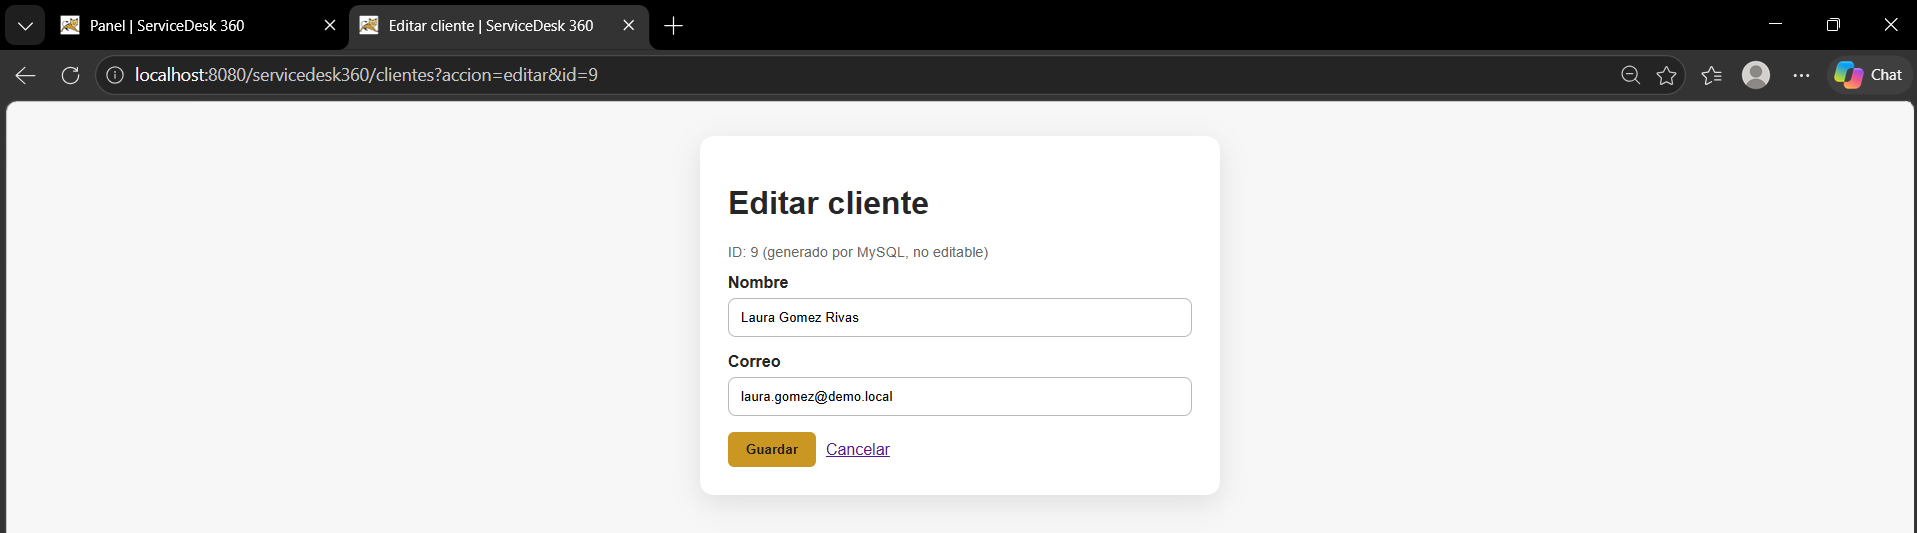 Panel | ServiceDesk 360
Editar cliente | ServiceDesk 360
localhost:8080/servicedesk360/clientes?accion=editar&id=9
Chat
Editar cliente
ID: 9 (generado por MySQL, no editable)
Nombre
Laura Gomez Rivas
Correo
laura.gomez@demo.local
Guardar Cancelar